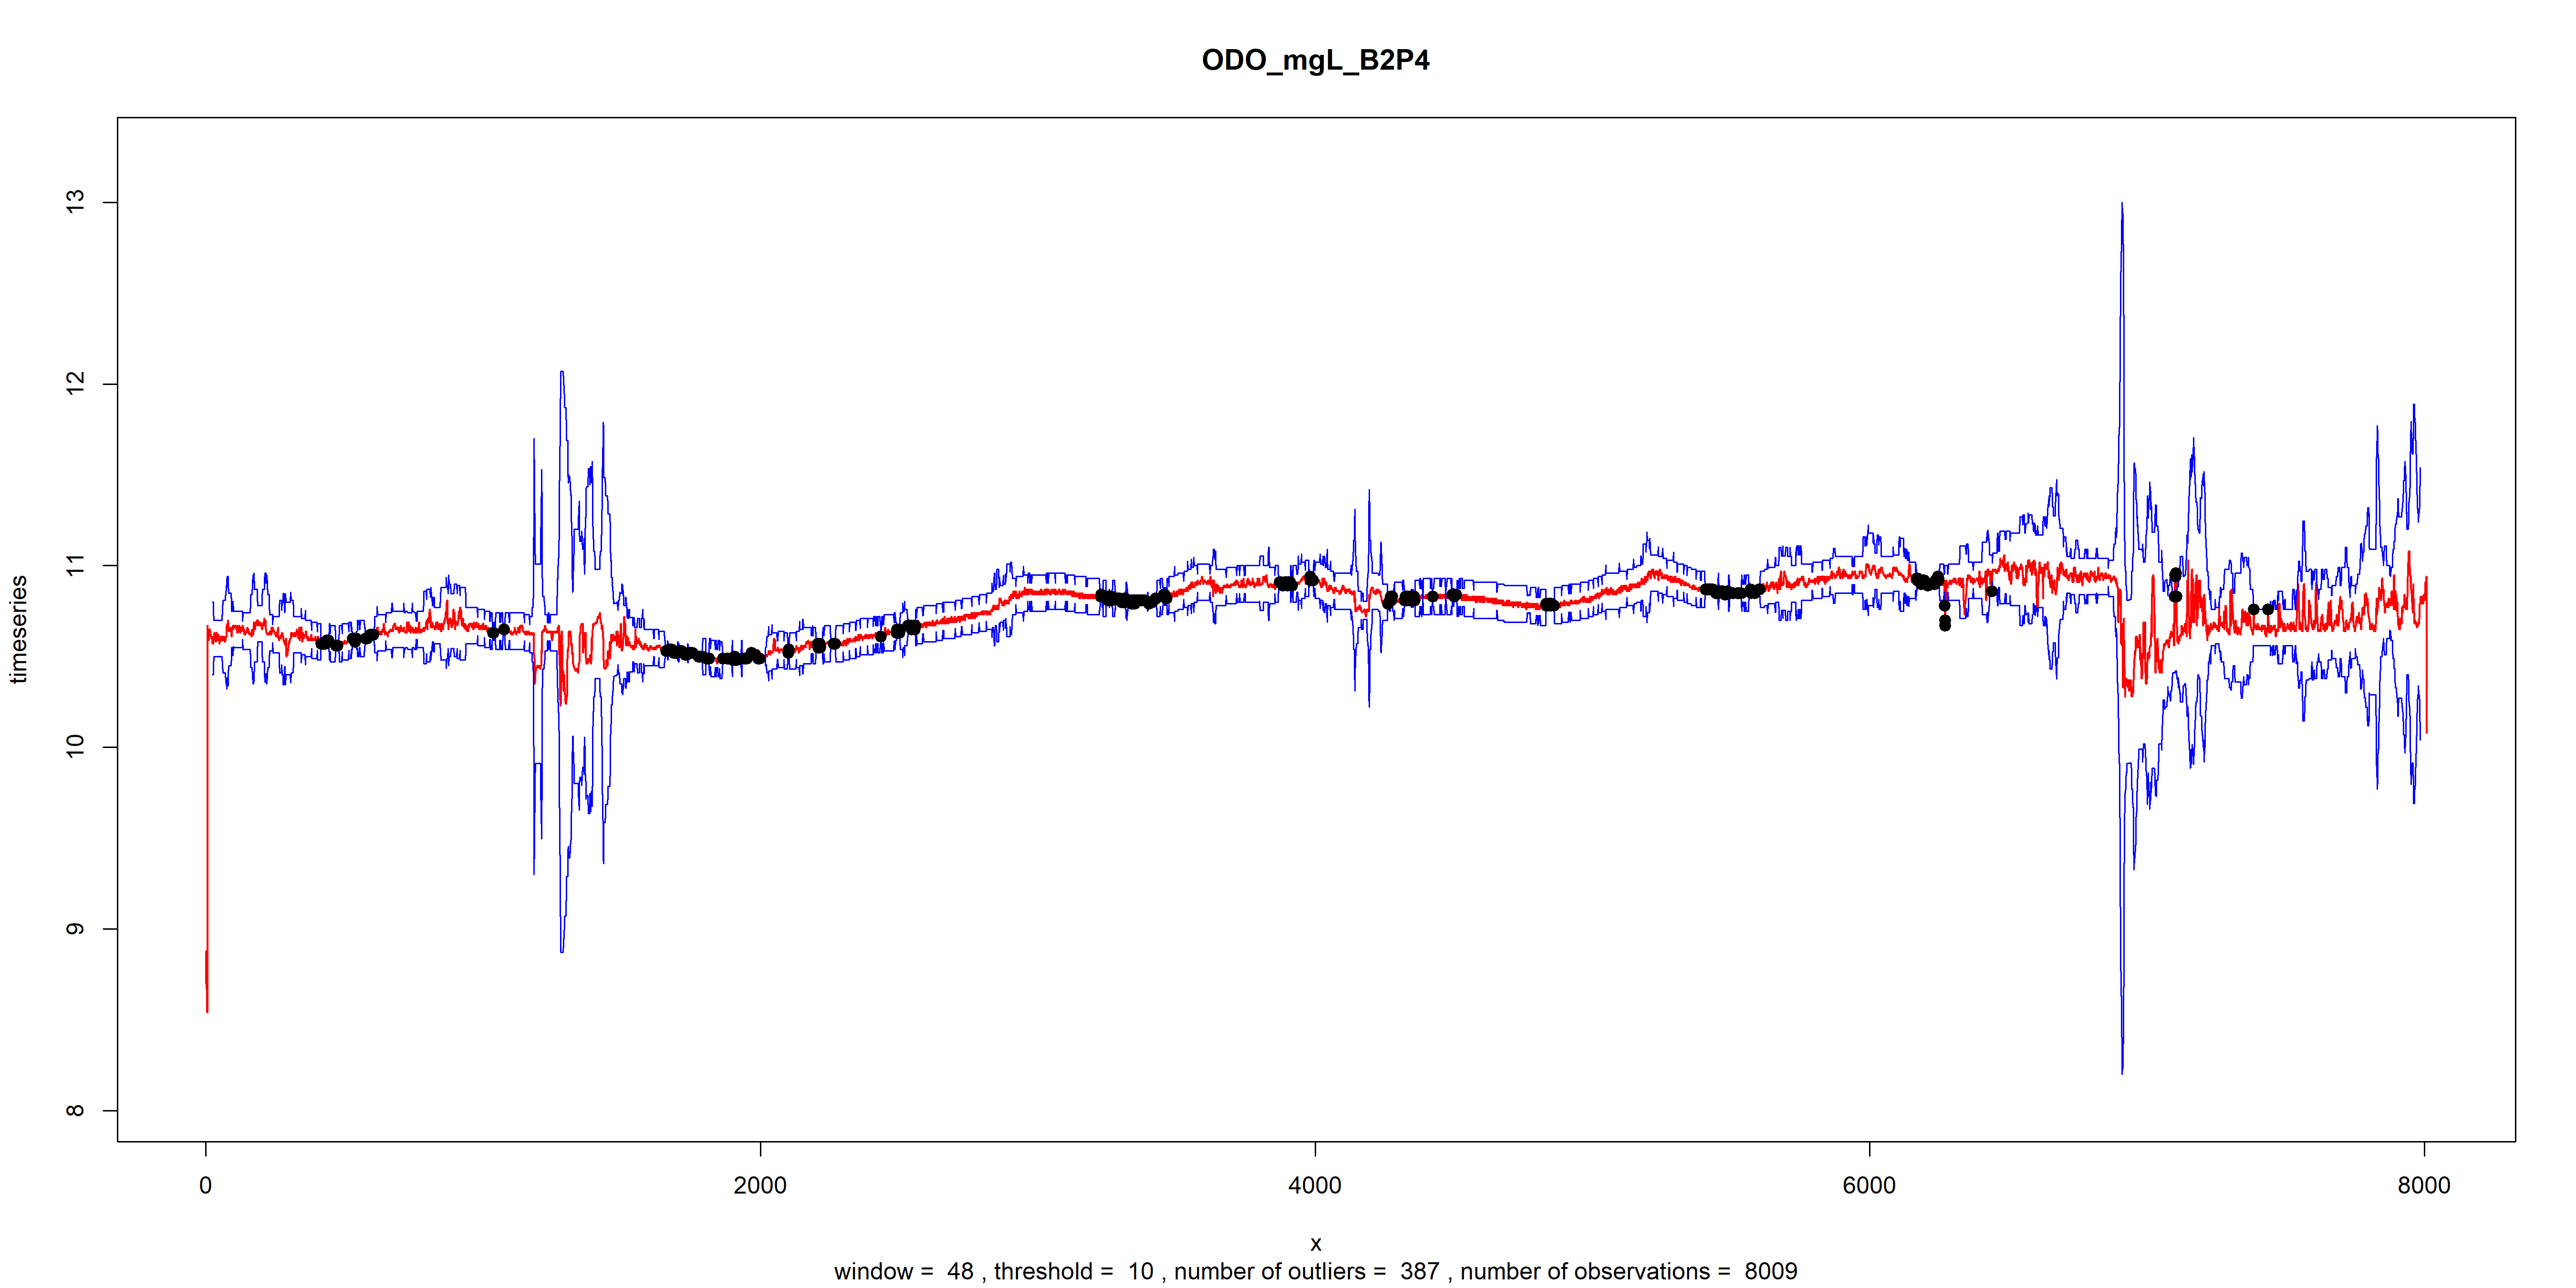 ODO_mgL_B2P4
timeseries
13
12
11
10
9
8
0 2000 4000 6000 8000
x
window =  48 , threshold =  10 , number of outliers =  387 , number of observations =  8009